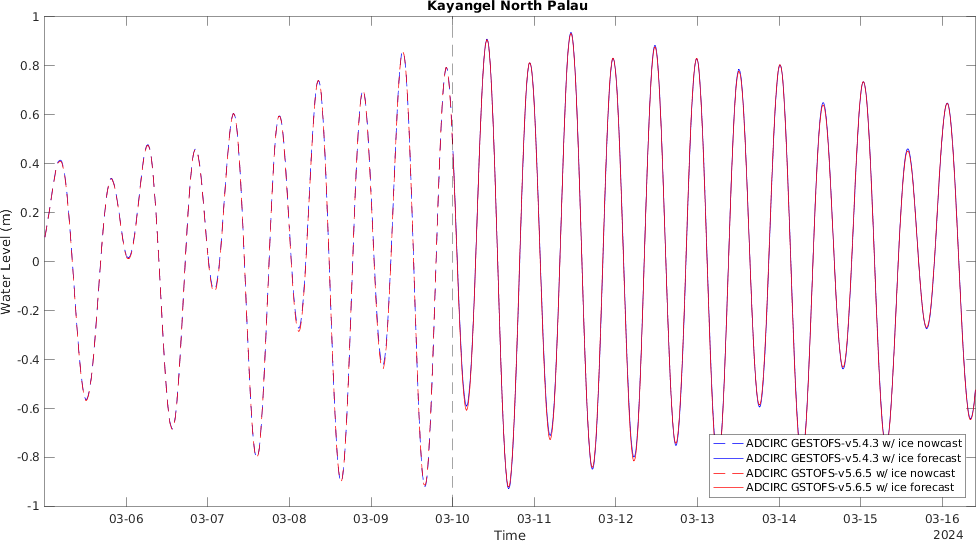 Kayangel North Palau
1
0.8
0.6
0.4
0.2
0
-0.2
-0.4
-0.6
-0.8
-1
Water Level (m)
ADCIRC GESTOFS-v5.4.3 w/ ice nowcast
ADCIRC GESTOFS-v5.4.3 w/ ice forecast
ADCIRC GSTOFS-v5.6.5 w/ ice nowcast
ADCIRC GSTOFS-v5.6.5 w/ ice forecast
03-06 03-07 03-08 03-09 03-10 03-11 03-12 03-13 03-14 03-15 03-16
Time 2024